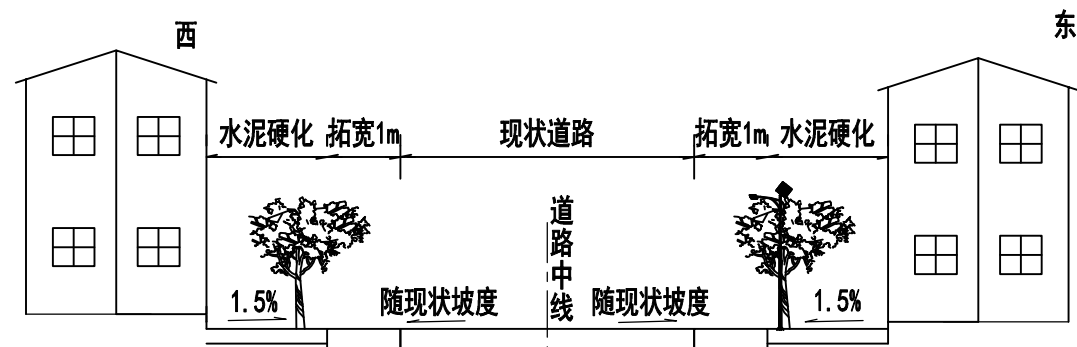 西
东
水泥硬化
拓宽1m
现状道路
拓宽1m
水泥硬化
道路中线
1.5%
随现状坡度
随现状坡度
1.5%